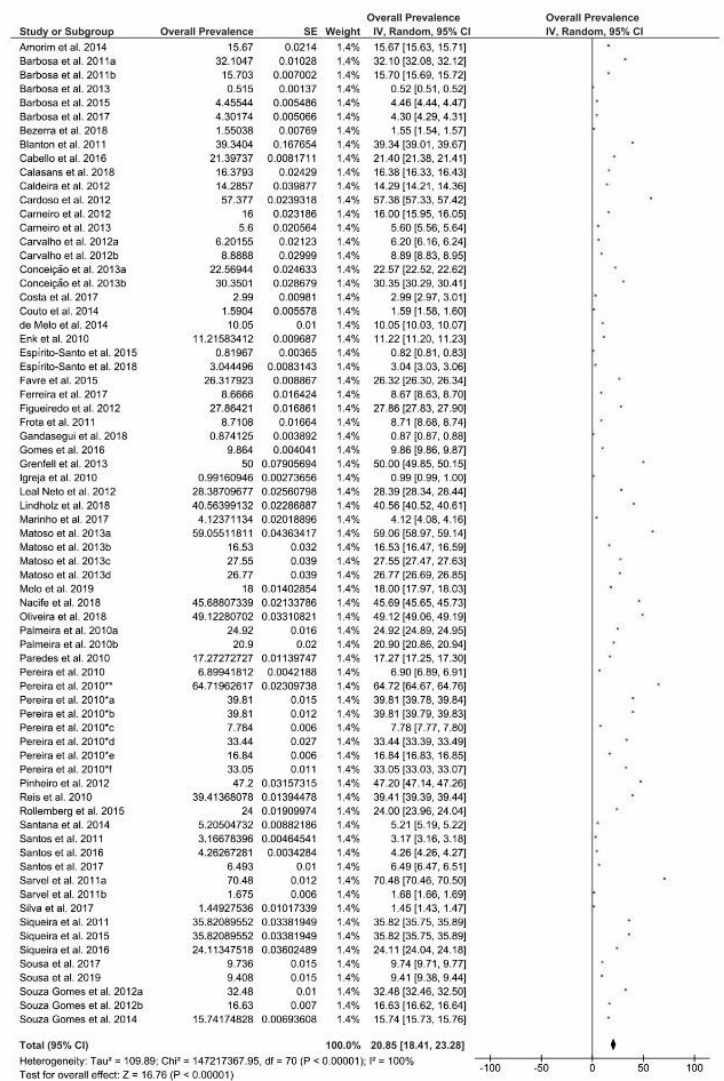 Overall Prevalence Overall Prevalence
Study or Subgroup Overall Prevalence SE Weight IV, Random, 95% CI IV, Random, 95% CI
Amorim et al. 2014 15.67 0.0214 1.4% 15.67 [15.63, 15.71]
Barbosa et al. 2011a 32.1047 0.01028 1.4% 32.10 [32.08, 32.12]
Barbosa et al. 2011b 15.703 0.007002 1.4% 15.70 [15.69, 15.72]
Barbosa et al. 2013 0.515 0.00137 1.4% 0.52 [0.51, 0.52]
Barbosa et al. 2015 4.45544 0.005486 1.4% 4.46 [4.44, 4.47]
Barbosa et al. 2017 4.30174 0.005066 1.4% 4.30 [4.29, 4.31]
Bezerra et al. 2018 1.55038 0.00769 1.4% 1.55 [1.54, 1.57]
Blanton et al. 2011 39.3404 0.167654 1.4% 39.34 [39.01, 39.67]
Cabello et al. 2016 21.39737 0.0081711 1.4% 21.40 [21.38, 21.41]
Calasans et al. 2018 16.3793 0.02429 1.4% 16.38 [16.33, 16.43]
Caldeira et al. 2012 14.2857 0.039877 1.4% 14.29 [14.21, 14.36]
Cardoso et al. 2012 57.377 0.0239318 1.4% 57.38 [57.33, 57.42]
Carneiro et al. 2012 16 0.023186 1.4% 16.00 [15.95, 16.05]
Carneiro et al. 2013 5.6 0.020564 1.4% 5.60 [5.56, 5.64]
Carvalho et al. 2012a 6.20155 0.02123 1.4% 6.20 [6.16, 6.24]
Carvalho et al. 2012b 8.8888 0.02999 1.4% 8.89 [8.83, 8.95]
Conceição et al. 2013a 22.56944 0.024633 1.4% 22.57 [22.52, 22.62]
Conceição et al. 2013b 30.3501 0.028679 1.4% 30.35 [30.29, 30.41]
Costa et al. 2017 2.99 0.00981 1.4% 2.99 [2.97, 3.01]
Couto et al. 2014 1.5904 0.005578 1.4% 1.59 [1.58, 1.60]
de Melo et al. 2014 10.05 0.01 1.4% 10.05 [10.03, 10.07]
Enk et al. 2010 11.21583412 0.009687 1.4% 11.22 [11.20, 11.23]
Espírito-Santo et al. 2015 0.81967 0.00365 1.4% 0.82 [0.81, 0.83]
Espírito-Santo et al. 2018 3.044496 0.0083143 1.4% 3.04 [3.03, 3.06]
Favre et al. 2015 26.317923 0.008867 1.4% 26.32 [26.30, 26.34]
Ferreira et al. 2017 8.6666 0.016424 1.4% 8.67 [8.63, 8.70]
Figueiredo et al. 2012 27.86421 0.016861 1.4% 27.86 [27.83, 27.90]
Frota et al. 2011 8.7108 0.01664 1.4% 8.71 [8.68, 8.74]
Gandasegui et al. 2018 0.874125 0.003892 1.4% 0.87 [0.87, 0.88]
Gomes et al. 2016 9.864 0.004041 1.4% 9.86 [9.86, 9.87]
Grenfell et al. 2013 50 0.07905694 1.4% 50.00 [49.85, 50.15]
Igreja et al. 2010 0.99160946 0.00273656 1.4% 0.99 [0.99, 1.00]
Leal Neto et al. 2012 28.38709677 0.02560798 1.4% 28.39 [28.34, 28.44]
Lindholz et al. 2018 40.56399132 0.02286887 1.4% 40.56 [40.52, 40.61]
Marinho et al. 2017 4.12371134 0.02018896 1.4% 4.12 [4.08, 4.16]
Matoso et al. 2013a 59.05511811 0.04363417 1.4% 59.06 [58.97, 59.14]
Matoso et al. 2013b 16.53 0.032 1.4% 16.53 [16.47, 16.59]
Matoso et al. 2013c 27.55 0.039 1.4% 27.55 [27.47, 27.63]
Matoso et al. 2013d 26.77 0.039 1.4% 26.77 [26.69, 26.85]
Melo et al. 2019 18 0.01402854 1.4% 18.00 [17.97, 18.03]
Nacife et al. 2018 45.68807339 0.02133786 1.4% 45.69 [45.65, 45.73]
Oliveira et al. 2018 49.12280702 0.03310821 1.4% 49.12 [49.06, 49.19]
Palmeira et al. 2010a 24.92 0.016 1.4% 24.92 [24.89, 24.95]
Palmeira et al. 2010b 20.9 0.02 1.4% 20.90 [20.86, 20.94]
Paredes et al. 2010 17.27272727 0.01139747 1.4% 17.27 [17.25, 17.30]
Pereira et al. 2010 6.89941812 0.0042188 1.4% 6.90 [6.89, 6.91]
Pereira et al. 2010** 64.71962617 0.02309738 1.4% 64.72 [64.67, 64.76]
Pereira et al. 2010*a 39.81 0.015 1.4% 39.81 [39.78, 39.84]
Pereira et al. 2010*b 39.81 0.012 1.4% 39.81 [39.79, 39.83]
Pereira et al. 2010*c 7.784 0.006 1.4% 7.78 [7.77, 7.80]
Pereira et al. 2010*d 33.44 0.027 1.4% 33.44 [33.39, 33.49]
Pereira et al. 2010*e 16.84 0.006 1.4% 16.84 [16.83, 16.85]
Pereira et al. 2010*f 33.05 0.011 1.4% 33.05 [33.03, 33.07]
Pinheiro et al. 2012 47.2 0.03157315 1.4% 47.20 [47.14, 47.26]
Reis et al. 2010 39.41368078 0.01394478 1.4% 39.41 [39.39, 39.44]
Rollemberg et al. 2015 24 0.01909974 1.4% 24.00 [23.96, 24.04]
Santana et al. 2014 5.20504732 0.00882186 1.4% 5.21 [5.19, 5.22]
Santos et al. 2011 3.16678396 0.00464541 1.4% 3.17 [3.16, 3.18]
Santos et al. 2016 4.26267281 0.0034284 1.4% 4.26 [4.26, 4.27]
Santos et al. 2017 6.493 0.01 1.4% 6.49 [6.47, 6.51]
Sarvel et al. 2011a 70.48 0.012 1.4% 70.48 [70.46, 70.50]
Sarvel et al. 2011b 1.675 0.006 1.4% 1.68 [1.66, 1.69]
Silva et al. 2017 1.44927536 0.01017339 1.4% 1.45 [1.43, 1.47]
Siqueira et al. 2011 35.82089552 0.03381949 1.4% 35.82 [35.75, 35.89]
Siqueira et al. 2015 35.82089552 0.03381949 1.4% 35.82 [35.75, 35.89]
Siqueira et al. 2016 24.11347518 0.03602489 1.4% 24.11 [24.04, 24.18]
Sousa et al. 2017 9.736 0.015 1.4% 9.74 [9.71, 9.77]
Sousa et al. 2019 9.408 0.015 1.4% 9.41 [9.38, 9.44]
Souza Gomes et al. 2012a 32.48 0.01 1.4% 32.48 [32.46, 32.50]
Souza Gomes et al. 2012b 16.63 0.007 1.4% 16.63 [16.62, 16.64]
Souza Gomes et al. 2014 15.74174828 0.00693608 1.4% 15.74 [15.73, 15.76]
Total (95% CI) 100.0% 20.85 [18.41, 23.28]
Heterogeneity: Tau² = 109.89; Chi² = 147217367.95, df = 70 (P < 0.00001); I² = 100%
Test for overall effect: Z = 16.76 (P < 0.00001)
-100 -50 0 50 100